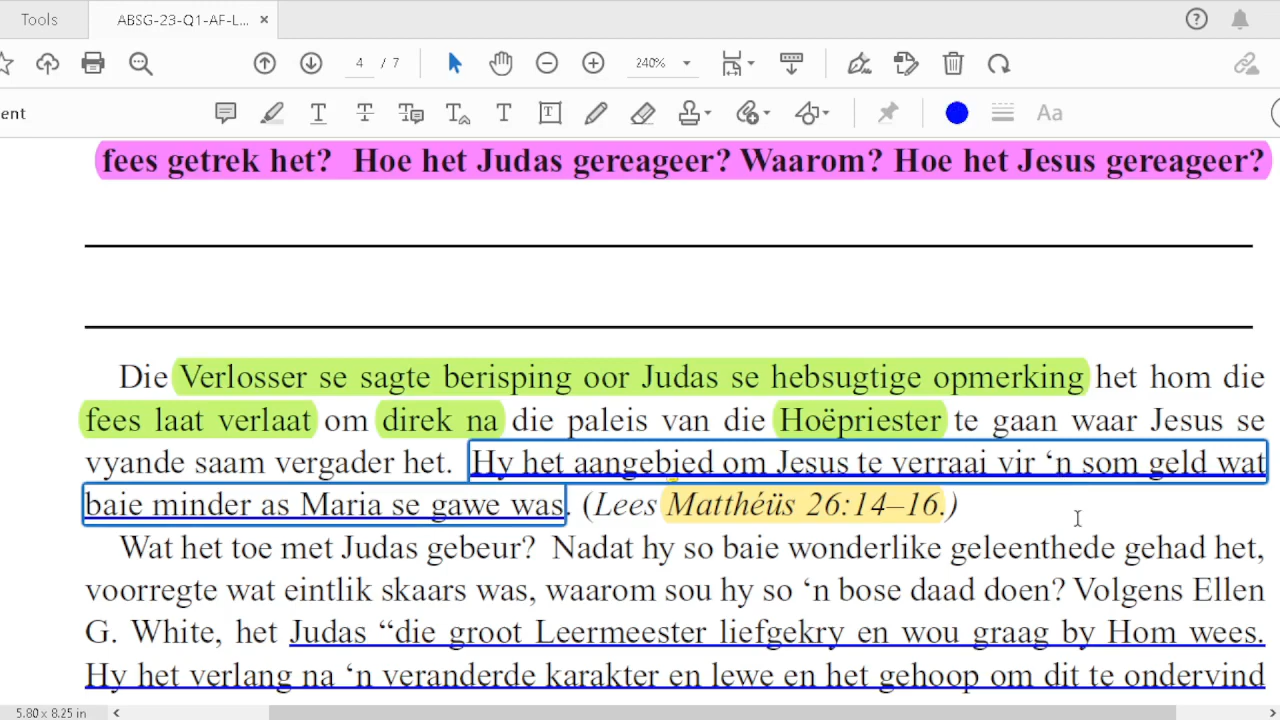 Tools
ABSG-23-Q1-AF-L... ×
4 / 7
240%
ent
Aa
fees getrek het? Hoe het Judas gereageer? Waarom? Hoe het Jesus gereageer?
Die Verlosser se sagte berisping oor Judas se hebsugtige opmerking het hom die
fees laat verlaat om direk na die paleis van die Hoëpriester te gaan waar Jesus se
vyande saam vergader het. Hy het aangebied om Jesus te verraai vir ‘n som geld wat
baie minder as Maria se gawe was. (Lees Matthéüs 26:14–16.)
Wat het toe met Judas gebeur? Nadat hy so baie wonderlike geleenthede gehad het,
voorregte wat eintlik skaars was, waarom sou hy so ‘n bose daad doen? Volgens Ellen
G. White, het Judas “die groot Leermeester liefgekry en wou graag by Hom wees.
Hy het verlang na ‘n veranderde karakter en lewe en het gehoop om dit te ondervind
5.80 x 8.25 in